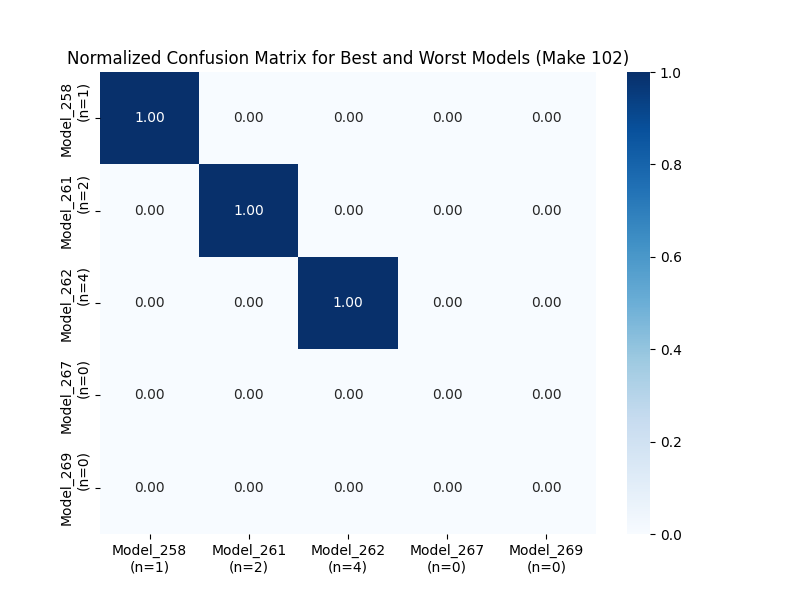 Normalized Confusion Matrix for Best and Worst Models (Make 102)
Model_258
(n=1)
1.00 0.00 0.00 0.00 0.00
Model_261
(n=2)
0.00 1.00 0.00 0.00 0.00
Model_262
(n=4)
0.00 0.00 1.00 0.00 0.00
Model_267
(n=0)
0.00 0.00 0.00 0.00 0.00
Model_269
(n=0)
0.00 0.00 0.00 0.00 0.00
Model_258 Model_261 Model_262 Model_267 Model_269
(n=1) (n=2) (n=4) (n=0) (n=0)
1.0
0.8
0.6
0.4
0.2
0.0